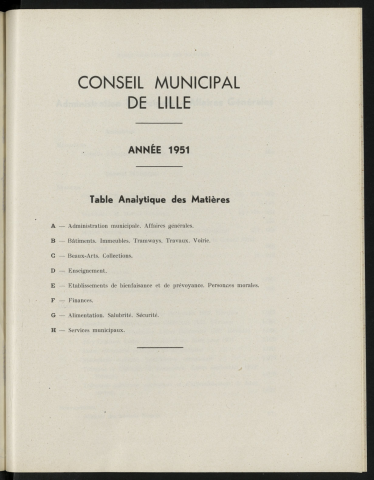 CONSEIL MUNICIPAL
DE LILLE
ANNÉE 1951
Table Analytique des Matières
A — Administration municipale. Affaires générales.
B — Bâtiments. Immeubles. Tramways. Travaux. Voirie.
C — Beaux-Arts. Collections.
D — Enseignement.
E — Etablissements de bienfaisance et de prévoyance. Personnes morales.
F — Finances.
G — Alimentation. Salubrité. Sécurité.
H — Services municipaux.